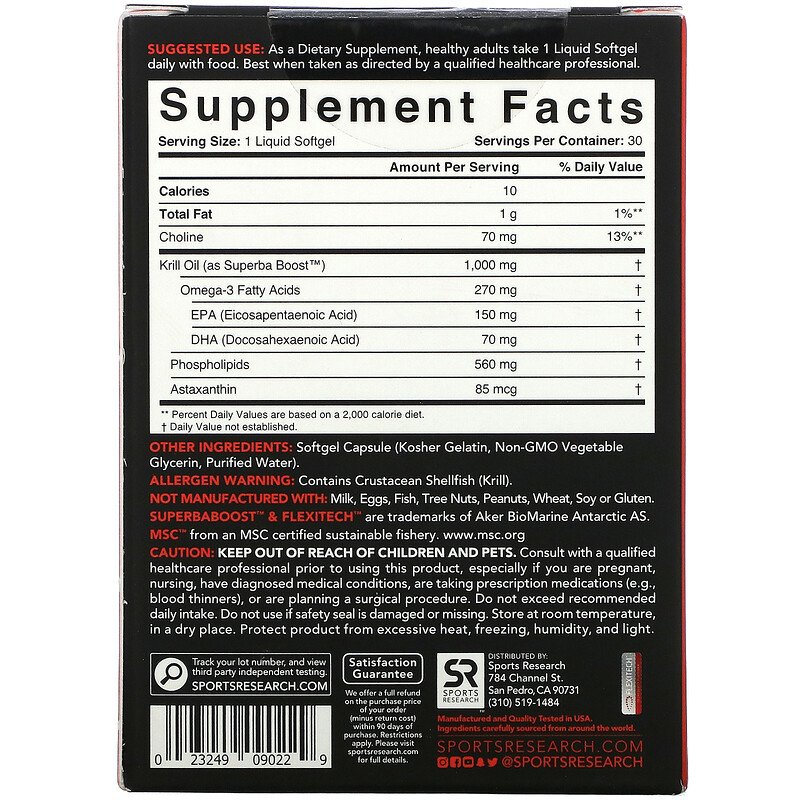 SUGGESTED USE: As a Dietary Supplement, healthy adults take 1 Liquid Softgel
daily with food. Best when taken as directed by a qualified healthcare professional.
Supplement Facts
Serving Size: 1 Liquid Softgel Servings Per Container: 30
Amount Per Serving % Daily Value
Calories 10
Total Fat 1 g 1%**
Choline 70 mg 13%**
Krill Oil (as Superba Boost™) 1,000 mg †
Omega-3 Fatty Acids 270 mg †
EPA (Eicosapentaenoic Acid) 150 mg †
DHA (Docosahexaenoic Acid) 70 mg †
Phospholipids 560 mg †
Astaxanthin 85 mcg †
** Percent Daily Values are based on a 2,000 calorie diet.
† Daily Value not established.
OTHER INGREDIENTS: Softgel Capsule (Kosher Gelatin, Non-GMO Vegetable
Glycerin, Purified Water).
ALLERGEN WARNING: Contains Crustacean Shellfish (Krill).
NOT MANUFACTURED WITH: Milk, Eggs, Fish, Tree Nuts, Peanuts, Wheat, Soy or Gluten.
SUPERBABOOST™ & FLEXITECH™ are trademarks of Aker BioMarine Antarctic AS.
MSC™ from an MSC certified sustainable fishery. www.msc.org
CAUTION: KEEP OUT OF REACH OF CHILDREN AND PETS. Consult with a qualified
healthcare professional prior to using this product, especially if you are pregnant,
nursing, have diagnosed medical conditions, are taking prescription medications (e.g.,
blood thinners), or are planning a surgical procedure. Do not exceed recommended
daily intake. Do not use if safety seal is damaged or missing. Store at room temperature,
in a dry place. Protect product from excessive heat, freezing, humidity, and light.
Track your lot number, and view
third party independent testing.
SPORTSRESEARCH.COM
0 23249 09022 9
Satisfaction
Guarantee
We offer a full refund
on the purchase price
of your order
(minus return cost)
within 90 days of
purchase. Restrictions
apply. Please visit
sportsresearch.com
for full details.
SR
SPORTS
RESEARCH
DISTRIBUTED BY:
Sports Research
784 Channel St.
San Pedro, CA 90731
(310) 519-1484
FLEXITECH
Manufactured and Quality Tested in USA.
Ingredients carefully sourced from around the world.
SPORTSRESEARCH.COM
@SPORTSRESEARCH